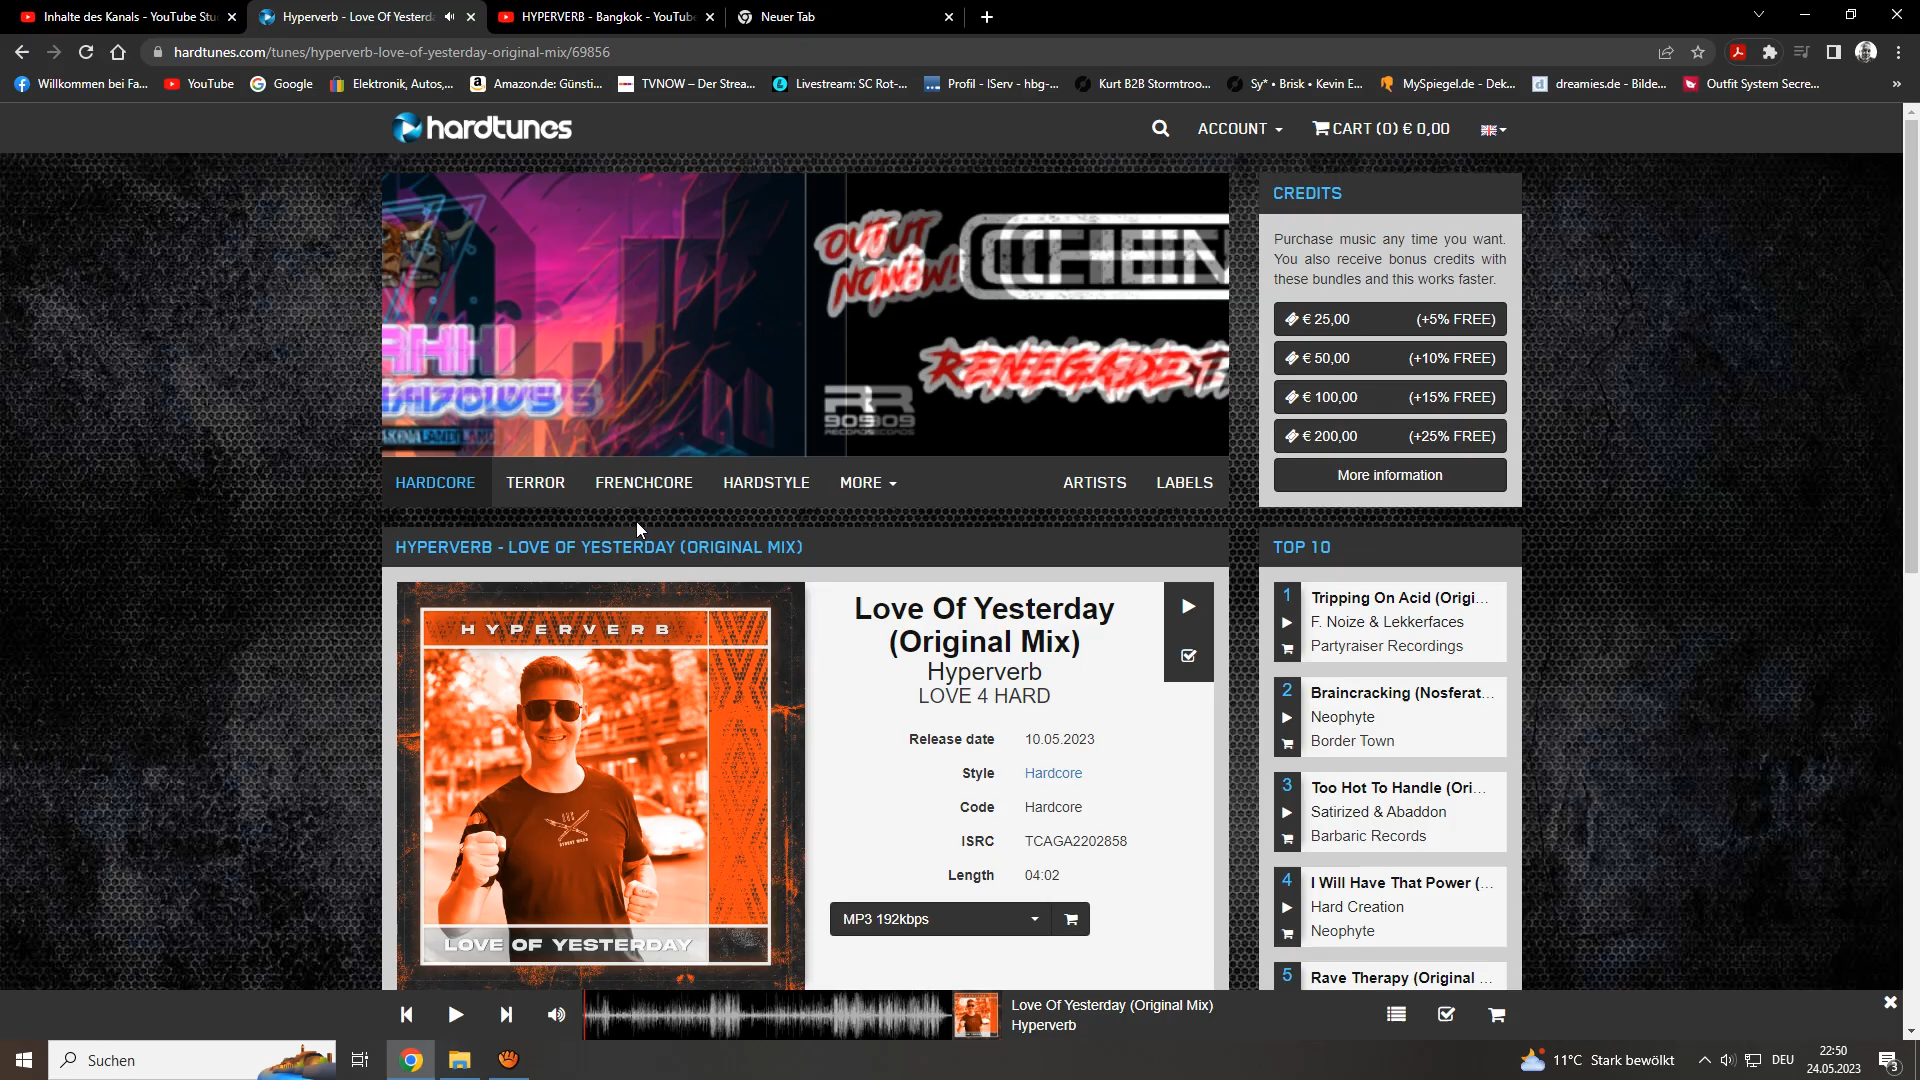 Inhalte des Kanals - YouTube Stu
Hyperverb - Love Of Yesterda
HYPERVERB - Bangkok - YouTube
Neuer Tab
hardtunes.com/tunes/hyperverb-love-of-yesterday-original-mix/69856
Willkommen bei Fa...
YouTube
Google
Elektronik, Autos,...
Amazon.de: Günsti...
TVNOW – Der Strea...
Livestream: SC Rot-...
Profil - IServ - hbg-...
Kurt B2B Stormtroo...
Sy* • Brisk • Kevin E...
MySpiegel.de - Dek...
dreamies.de - Bilde...
Outfit System Secre...
hardtunes
ACCOUNT
CART (0) € 0,00
OUT
NOW!
RENEGADE
RR
909
RECORDS
HARDCORE
TERROR
FRENCHCORE
HARDSTYLE
MORE
ARTISTS
LABELS
CREDITS
Purchase music any time you want.
You also receive bonus credits with
these bundles and this works faster.
€ 25,00 (+5% FREE)
€ 50,00 (+10% FREE)
€ 100,00 (+15% FREE)
€ 200,00 (+25% FREE)
More information
HYPERVERB - LOVE OF YESTERDAY (ORIGINAL MIX)
HYPERVERB
LOVE OF YESTERDAY
Love Of Yesterday
(Original Mix)
Hyperverb
LOVE 4 HARD
Release date 10.05.2023
Style Hardcore
Code Hardcore
ISRC TCAGA2202858
Length 04:02
MP3 192kbps
TOP 10
1 Tripping On Acid (Origi...
F. Noize & Lekkerfaces
Partyraiser Recordings
2 Braincracking (Nosferat...
Neophyte
Border Town
3 Too Hot To Handle (Ori...
Satirized & Abaddon
Barbaric Records
4 I Will Have That Power (...
Hard Creation
Neophyte
5 Rave Therapy (Original ...
Love Of Yesterday (Original Mix)
Hyperverb
Suchen
11°C Stark bewölkt
DEU
22:50
24.05.2023
3